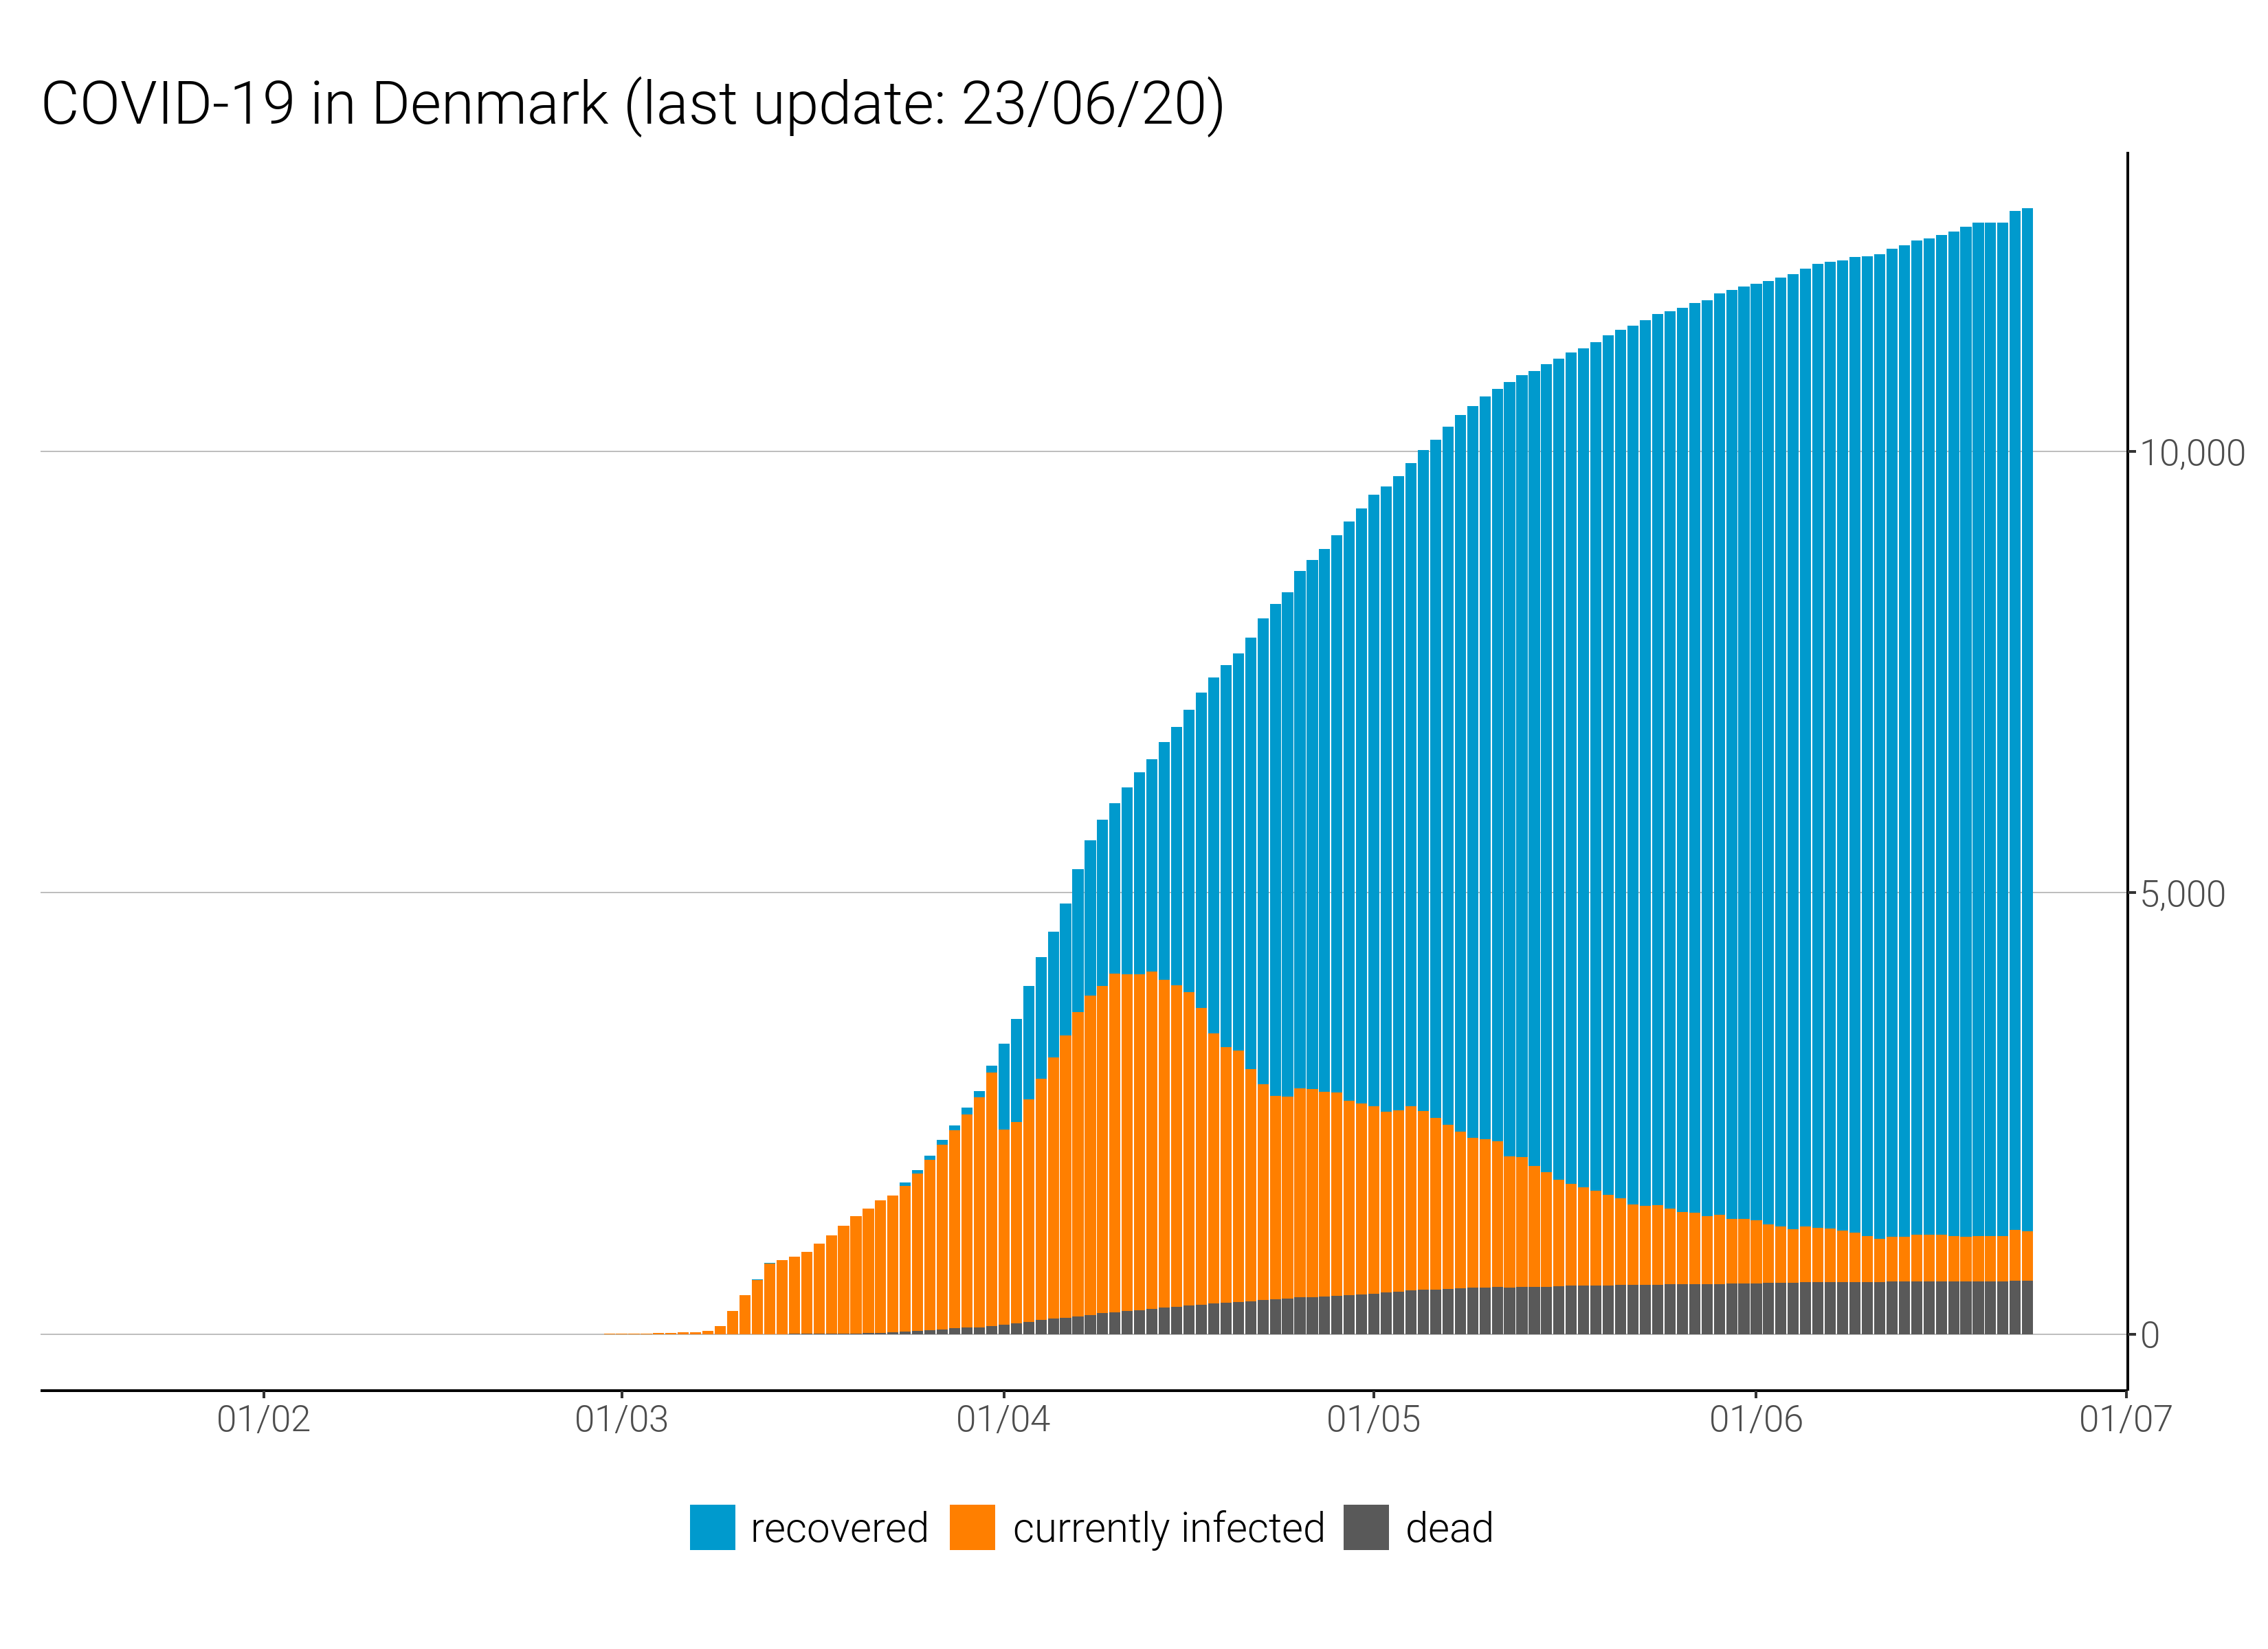 COVID-19 in Denmark (last update: 23/06/20)
10,000
5,000
0
01/02 01/03 01/04 01/05 01/06 01/07
recovered currently infected dead